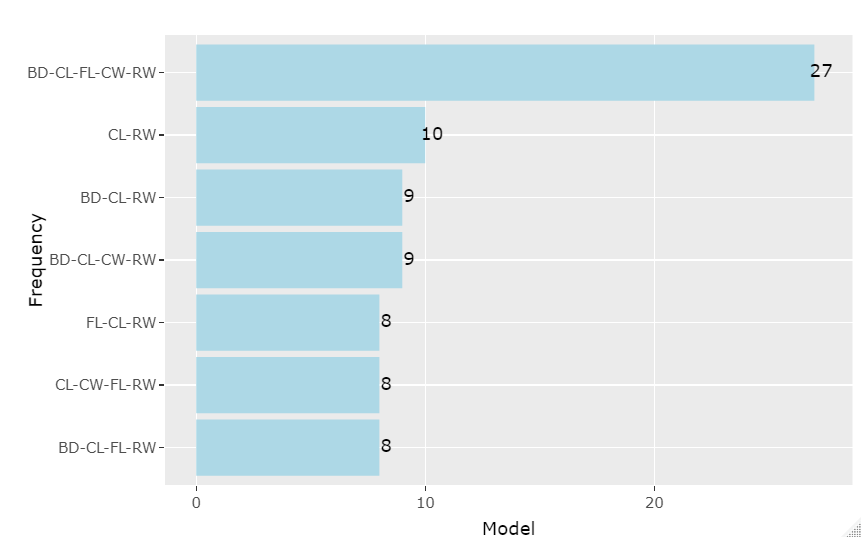 BD-CL-FL-CW-RW
27
CL-RW
10
BD-CL-RW
9
BD-CL-CW-RW
9
FL-CL-RW
8
CL-CW-FL-RW
8
BD-CL-FL-RW
8
Frequency
0
10
20
Model